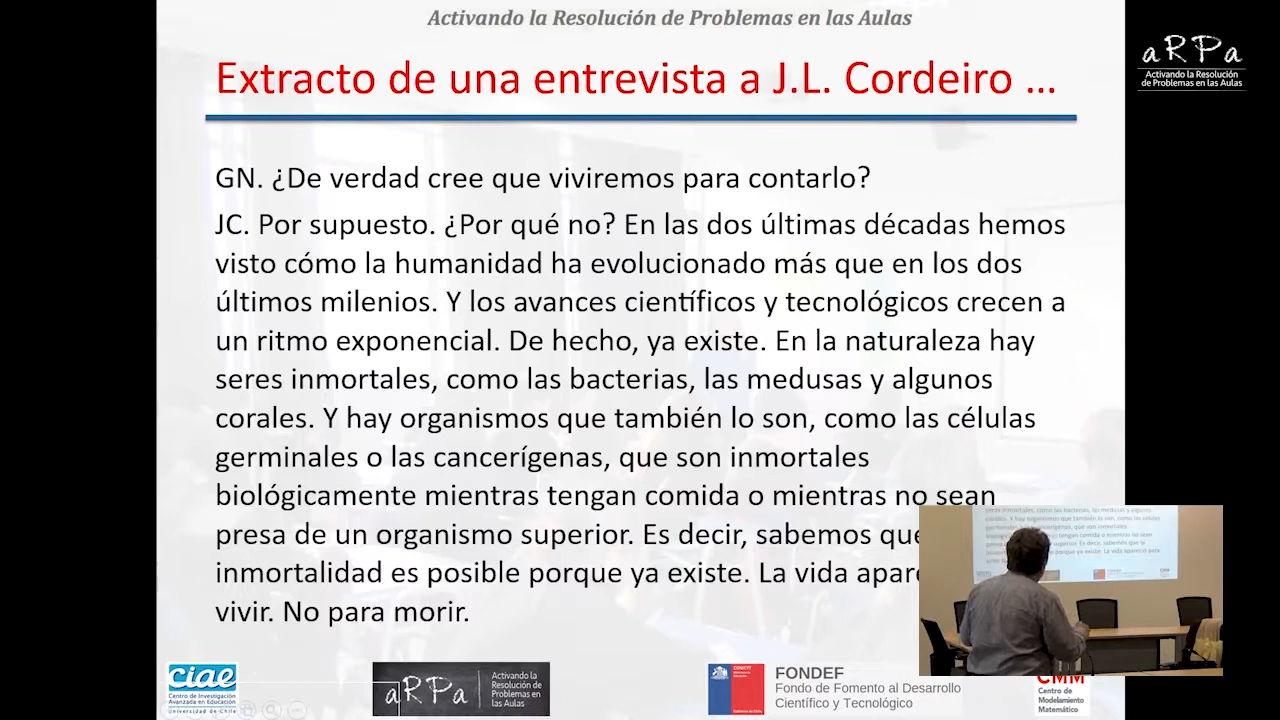 Activando la Resolución de Problemas en las Aulas
aRPa
Activando la Resolución
de Problemas en las Aulas
Extracto de una entrevista a J.L. Cordeiro ...
GN. ¿De verdad cree que viviremos para contarlo?
JC. Por supuesto. ¿Por qué no? En las dos últimas décadas hemos
visto cómo la humanidad ha evolucionado más que en los dos
últimos milenios. Y los avances científicos y tecnológicos crecen a
un ritmo exponencial. De hecho, ya existe. En la naturaleza hay
seres inmortales, como las bacterias, las medusas y algunos
corales. Y hay organismos que también lo son, como las células
germinales o las cancerígenas, que son inmortales
biológicamente mientras tengan comida o mientras no sean
presa de un organismo superior. Es decir, sabemos que
inmortalidad es posible porque ya existe. La vida
vivir. No para morir.
ciae
Centro de Investigación
Avanzada en Educación
Universidad de Chile
aRPa
Activando la
Resolución de
Problemas en
las Aulas
CONICYT
FONDEF
Fondo de Fomento al Desarrollo
Científico y Tecnológico
CMM
Centro de
Modelamiento
Matemático